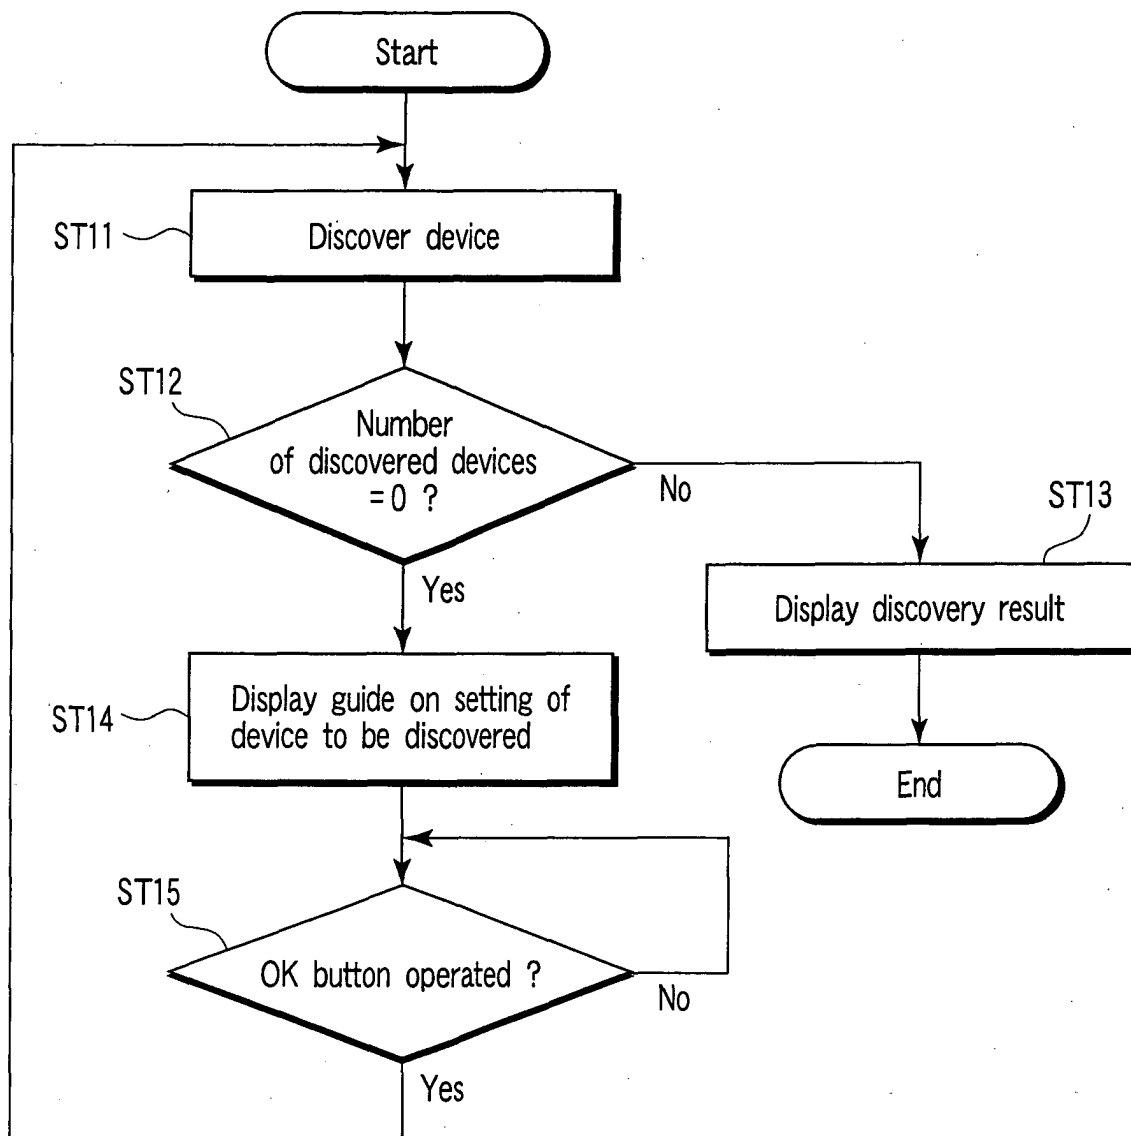 Start
ST11
Discover device
ST12
Number
of discovered devices
=0 ?
No
ST13
Yes
Display discovery result
ST14
Display guide on setting of
device to be discovered
End
ST15
OK button operated ?
No
Yes